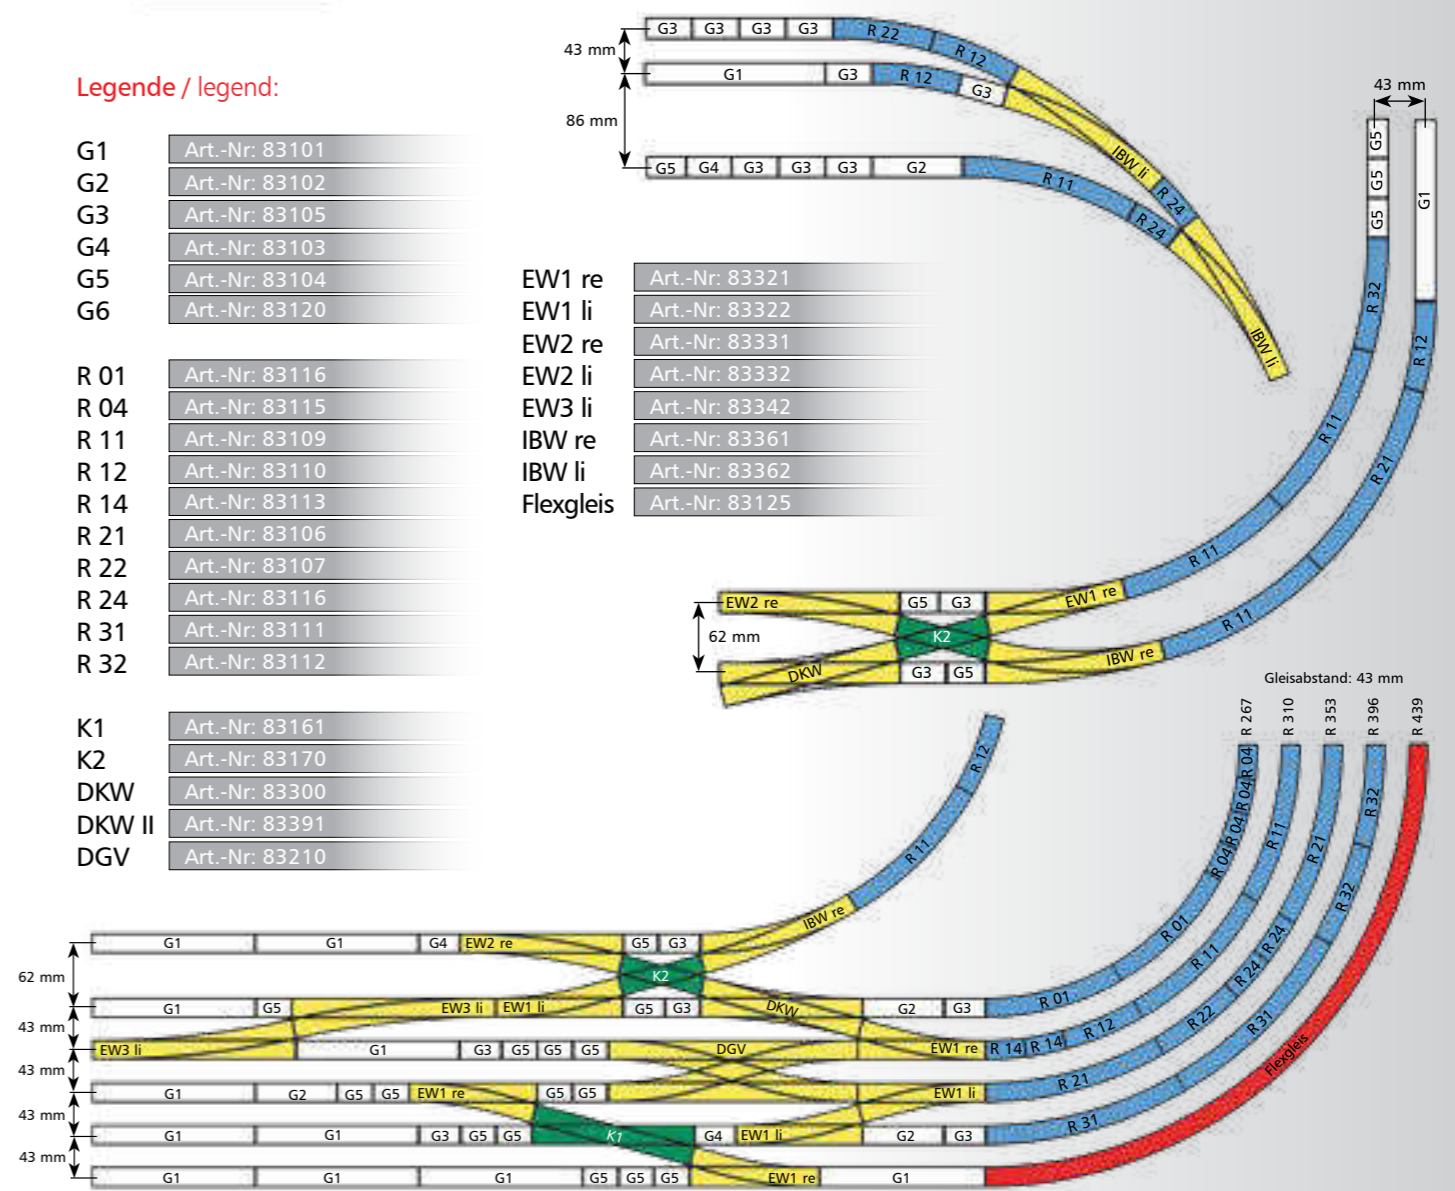 Legende / legend:
G1 Art.-Nr: 83101
G2 Art.-Nr: 83102
G3 Art.-Nr: 83105
G4 Art.-Nr: 83103
G5 Art.-Nr: 83104
G6 Art.-Nr: 83120
R 01 Art.-Nr: 83116
R 04 Art.-Nr: 83115
R 11 Art.-Nr: 83109
R 12 Art.-Nr: 83110
R 14 Art.-Nr: 83113
R 21 Art.-Nr: 83106
R 22 Art.-Nr: 83107
R 24 Art.-Nr: 83116
R 31 Art.-Nr: 83111
R 32 Art.-Nr: 83112
K1 Art.-Nr: 83161
K2 Art.-Nr: 83170
DKW Art.-Nr: 83300
DKW II Art.-Nr: 83391
DGV Art.-Nr: 83210
EW1 re Art.-Nr: 83321
EW1 li Art.-Nr: 83322
EW2 re Art.-Nr: 83331
EW2 li Art.-Nr: 83332
EW3 li Art.-Nr: 83342
IBW re Art.-Nr: 83361
IBW li Art.-Nr: 83362
Flexgleis Art.-Nr: 83125
43 mm
86 mm
G3 G3 G3 G3 R 22 R 12
G1 G3 R 12 G3 IBW li R 24
G5 G4 G3 G3 G3 G2 R 11 R 24 IBW li
43 mm
G5 G5 G5 R 32 R 11 R 11
G1 R 12 R 21 R 11
62 mm
EW2 re G5 G3 EW1 re
K2
DKW G3 G5 IBW re
Gleisabstand: 43 mm
R 267 R 310 R 353 R 396 R 439
62 mm
43 mm
43 mm
43 mm
43 mm
G1 G1 G4 EW2 re G5 G3 IBW re R 11 R 12
K2
G1 G5 EW3 li EW1 li G5 G3 DKW G2 G3 R 01 R 01 R 04 R 04 R 04 R 04
EW3 li G1 G3 G5 G5 G5 DGV EW1 re R 14 R 14 R 12 R 11 R 11
G1 G2 G5 G5 EW1 re G5 G5 EW1 li R 21 R 22 R 24 R 24 R 21
G1 G1 G3 G5 G5 K1 G4 EW1 li G2 G3 R 31 R 31 R 32 R 32
G1 G1 G1 G5 G5 G5 EW1 re G1 Flexgleis